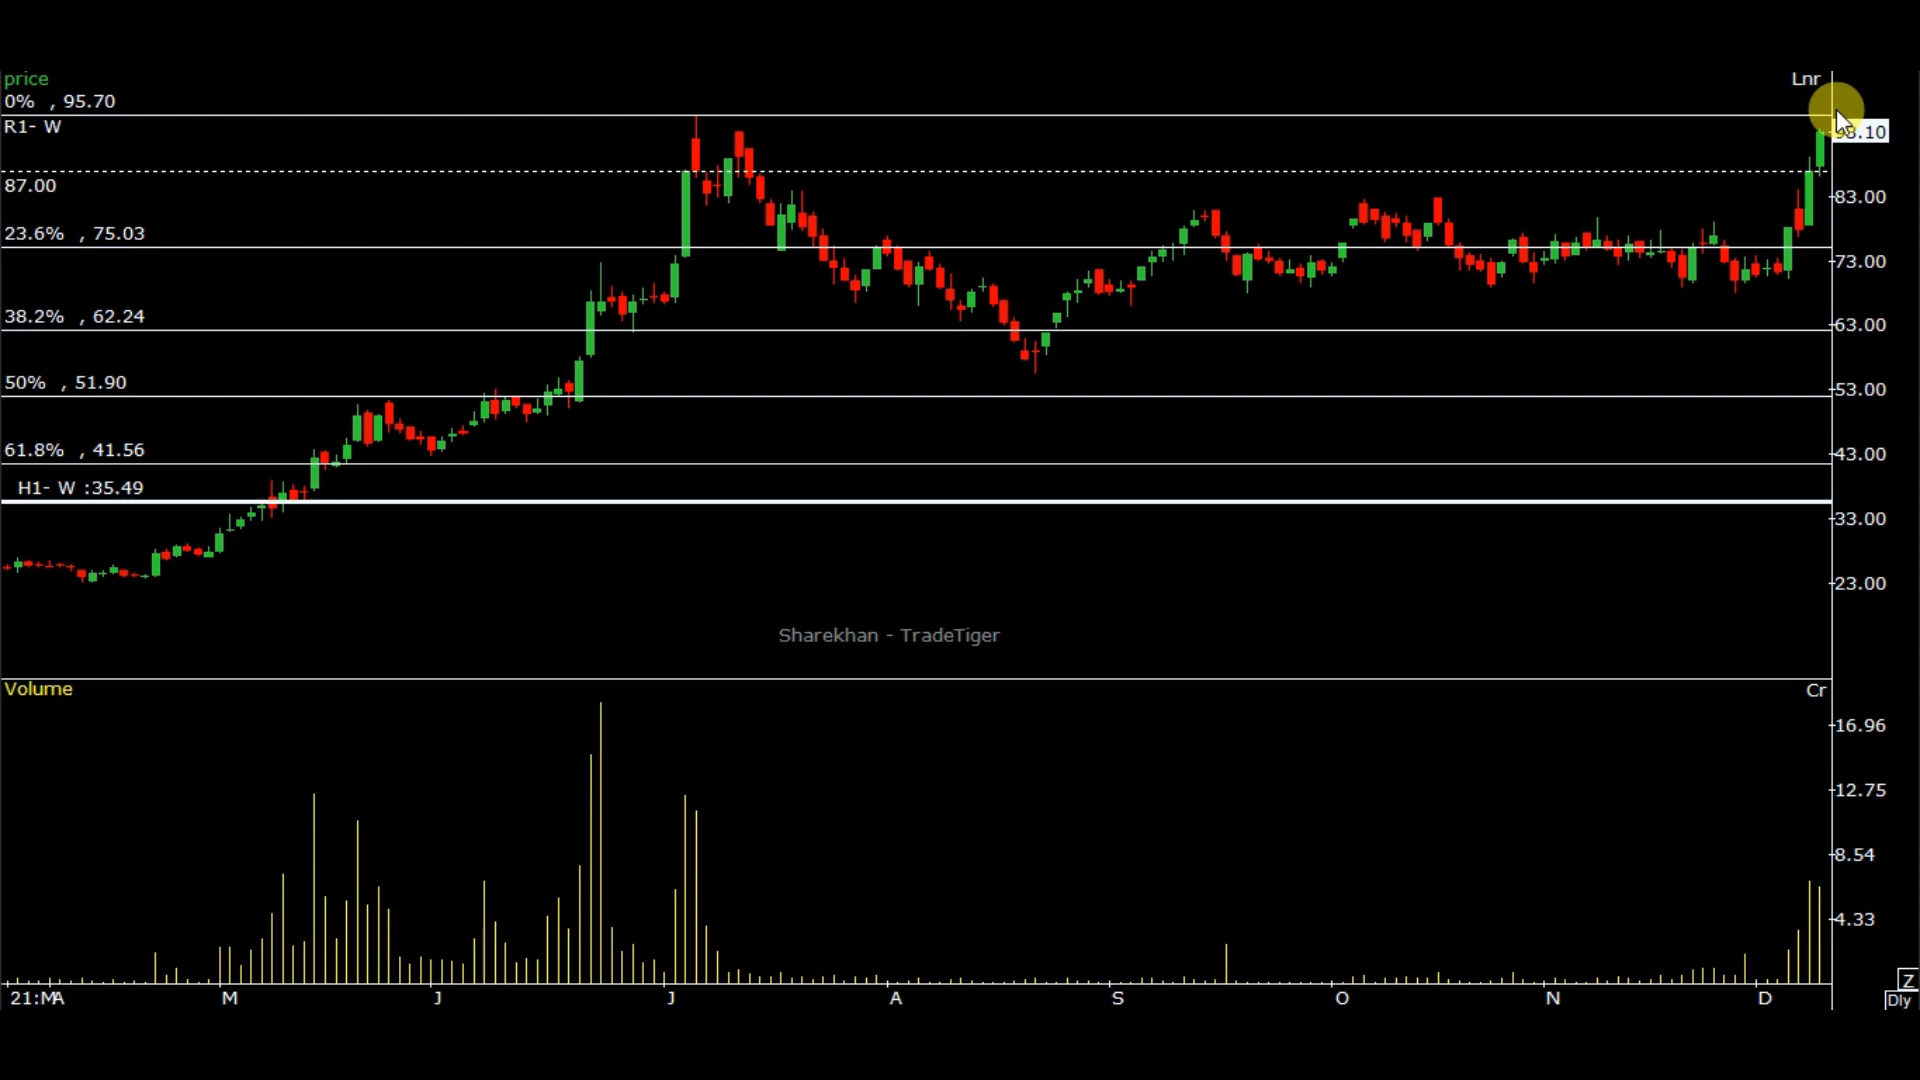 price
Lnr
0% , 95.70
R1- W
87.00
83.00
23.6% , 75.03
73.00
38.2% , 62.24
63.00
50% , 51.90
53.00
61.8% , 41.56
43.00
H1- W :35.49
33.00
23.00
Sharekhan - TradeTiger
Volume
Cr
16.96
12.75
8.54
4.33
Z
21:MA M J J A S O N D
Dly